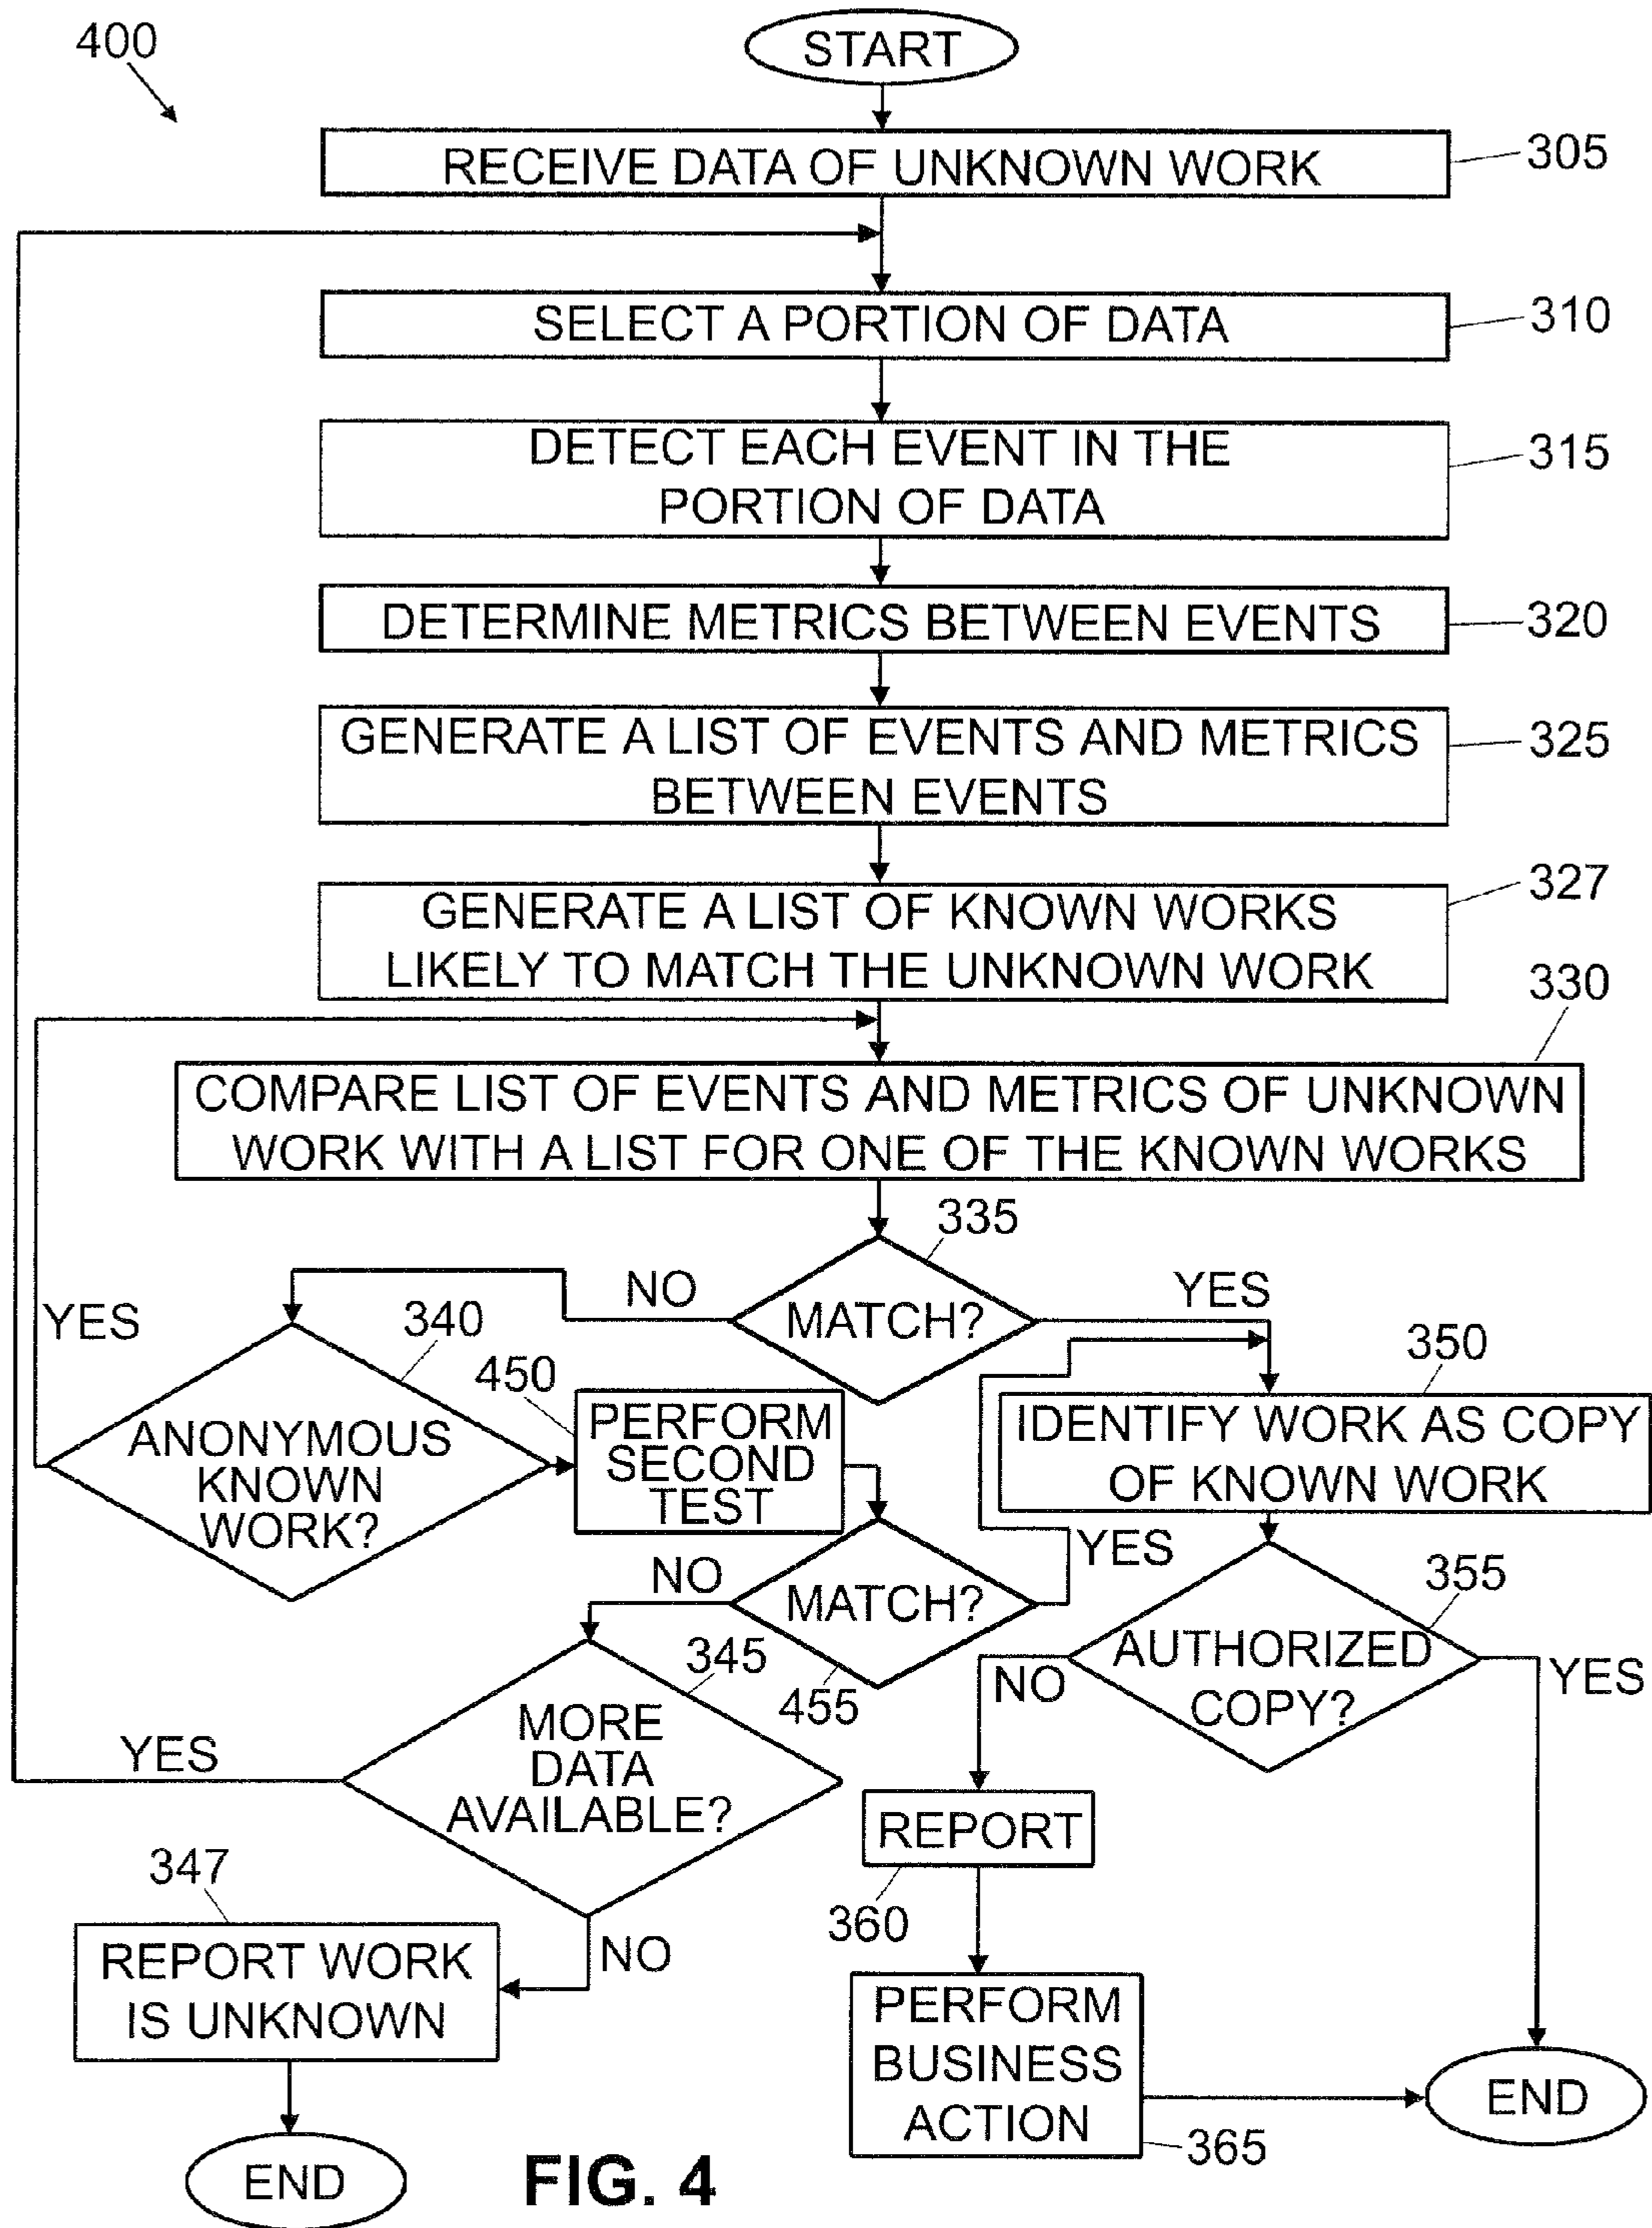 400
START
RECEIVE DATA OF UNKNOWN WORK
305
SELECT A PORTION OF DATA
310
DETECT EACH EVENT IN THE
PORTION OF DATA
315
DETERMINE METRICS BETWEEN EVENTS
320
GENERATE A LIST OF EVENTS AND METRICS
BETWEEN EVENTS
325
GENERATE A LIST OF KNOWN WORKS
LIKELY TO MATCH THE UNKNOWN WORK
327
330
COMPARE LIST OF EVENTS AND METRICS OF UNKNOWN
WORK WITH A LIST FOR ONE OF THE KNOWN WORKS
335
MATCH?
NO
YES
YES
340
ANONYMOUS
KNOWN
WORK?
450
PERFORM
SECOND
TEST
350
IDENTIFY WORK AS COPY
OF KNOWN WORK
MATCH?
NO
YES
455
355
AUTHORIZED
COPY?
NO
YES
345
MORE
DATA
AVAILABLE?
YES
NO
347
REPORT WORK
IS UNKNOWN
END
REPORT
360
PERFORM
BUSINESS
ACTION
365
END
FIG. 4